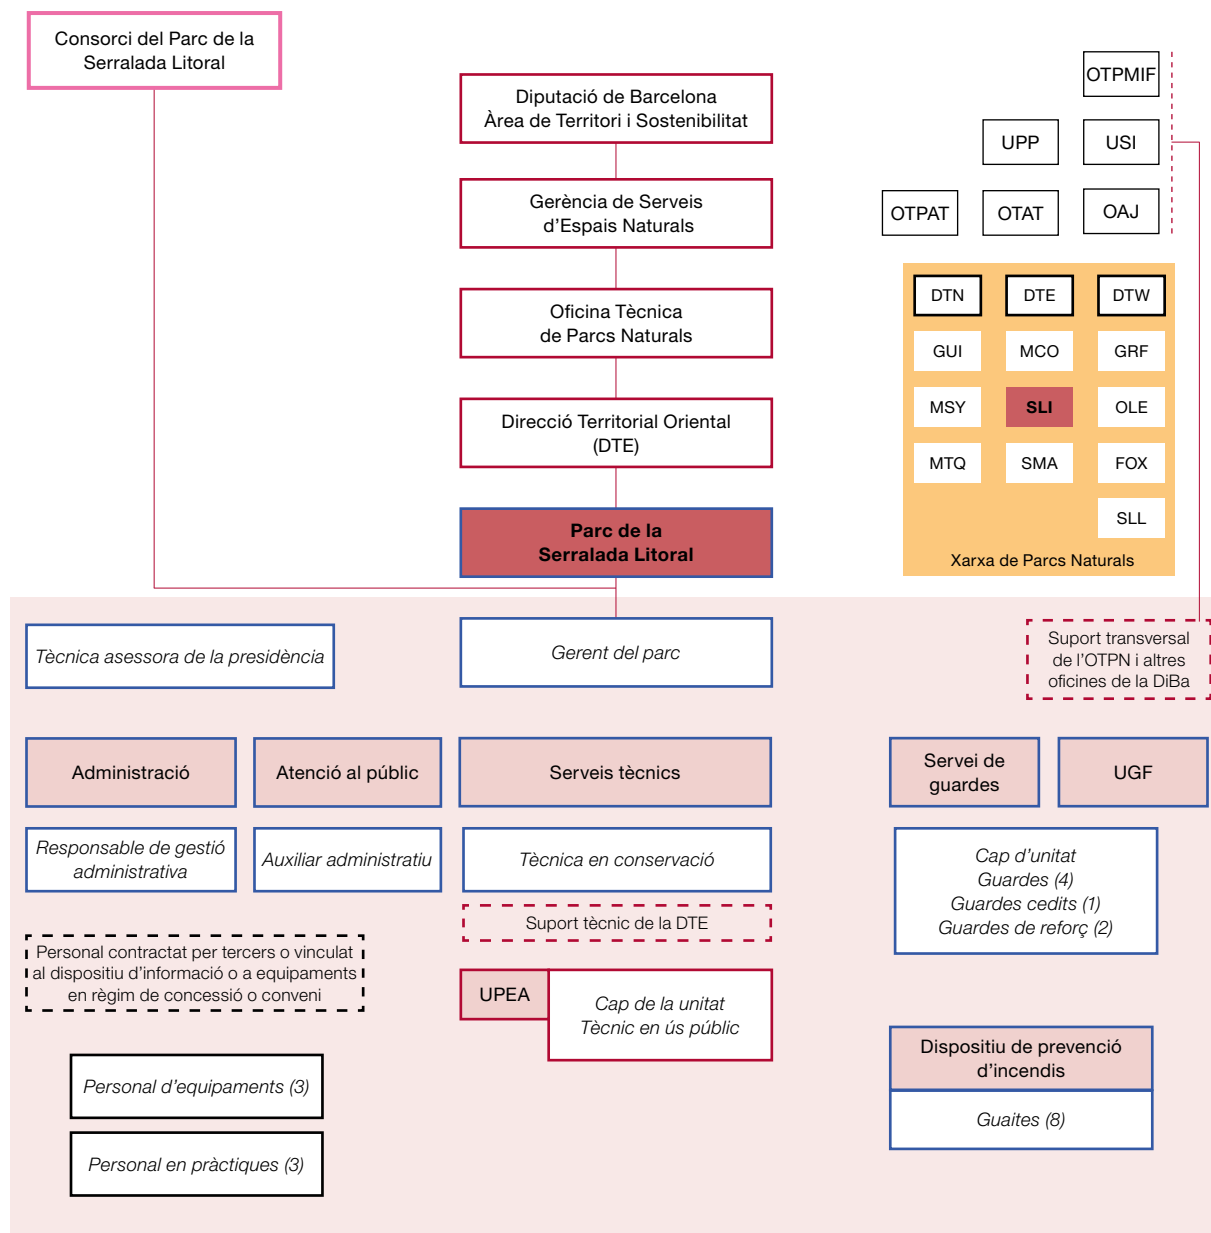 Consorci del Parc de la
Serralada Litoral
Diputació de Barcelona
Àrea de Territori i Sostenibilitat
Gerència de Serveis
d'Espais Naturals
Oficina Tècnica
de Parcs Naturals
Direcció Territorial Oriental
(DTE)
Parc de la
Serralada Litoral
OTPMIF
UPP
USI
OTPAT
OTAT
OAJ
DTN
DTE
DTW
GUI
MCO
GRF
MSY
SLI
OLE
MTQ
SMA
FOX
SLL
Xarxa de Parcs Naturals
Tècnica asessora de la presidència
Gerent del parc
Suport transversal
de l'OTPN i altres
oficines de la DiBa
Administració
Atenció al públic
Serveis tècnics
Servei de
guardes
UGF
Responsable de gestió
administrativa
Auxiliar administratiu
Tècnica en conservació
Cap d'unitat
Guardes (4)
Guardes cedits (1)
Guardes de reforç (2)
Suport tècnic de la DTE
Personal contractat per tercers o vinculat
al dispositiu d'informació o a equipaments
en règim de concessió o conveni
UPEA
Cap de la unitat
Tècnic en ús públic
Personal d'equipaments (3)
Personal en pràctiques (3)
Dispositiu de prevenció
d'incendis
Guaites (8)